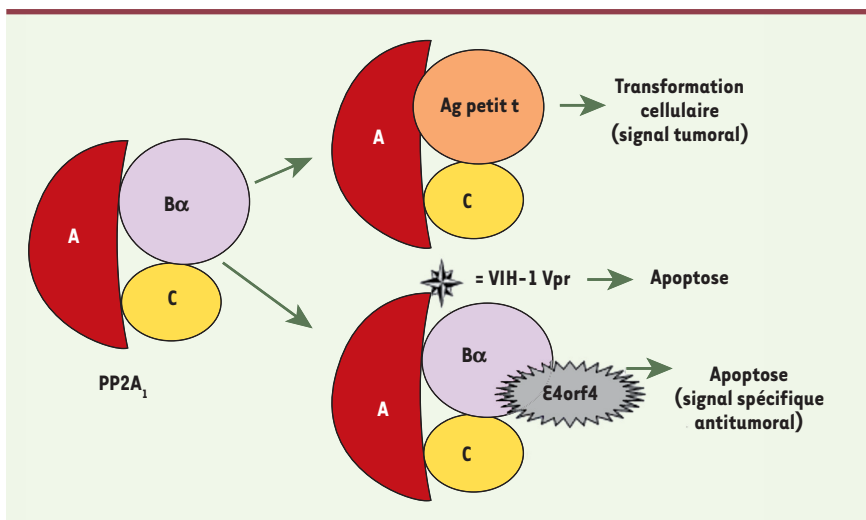 A
Bα
C
PP2A1
A
Ag petit t
C
Transformation
cellulaire
(signal tumoral)
= VIH-1 Vpr
Apoptose
A
Bα
E4orf4
C
Apoptose
(signal spécifique
antitumoral)